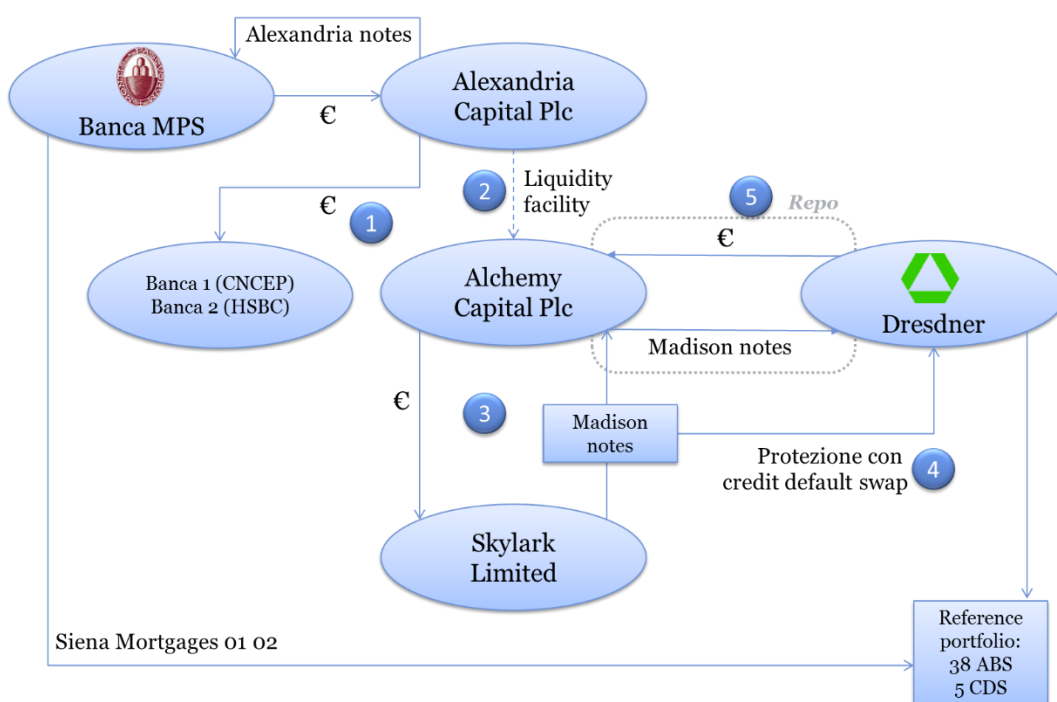 Alexandria notes
Banca MPS
€
Alexandria
Capital Plc
€
1
2
Liquidity
facility
5
Repo
€
Banca 1 (CNCEP)
Banca 2 (HSBC)
Alchemy
Capital Plc
Dresdner
Madison notes
€
3
Madison
notes
Protezione con
credit default swap
4
Skylark
Limited
Siena Mortgages 01 02
Reference
portfolio:
38 ABS
5 CDS